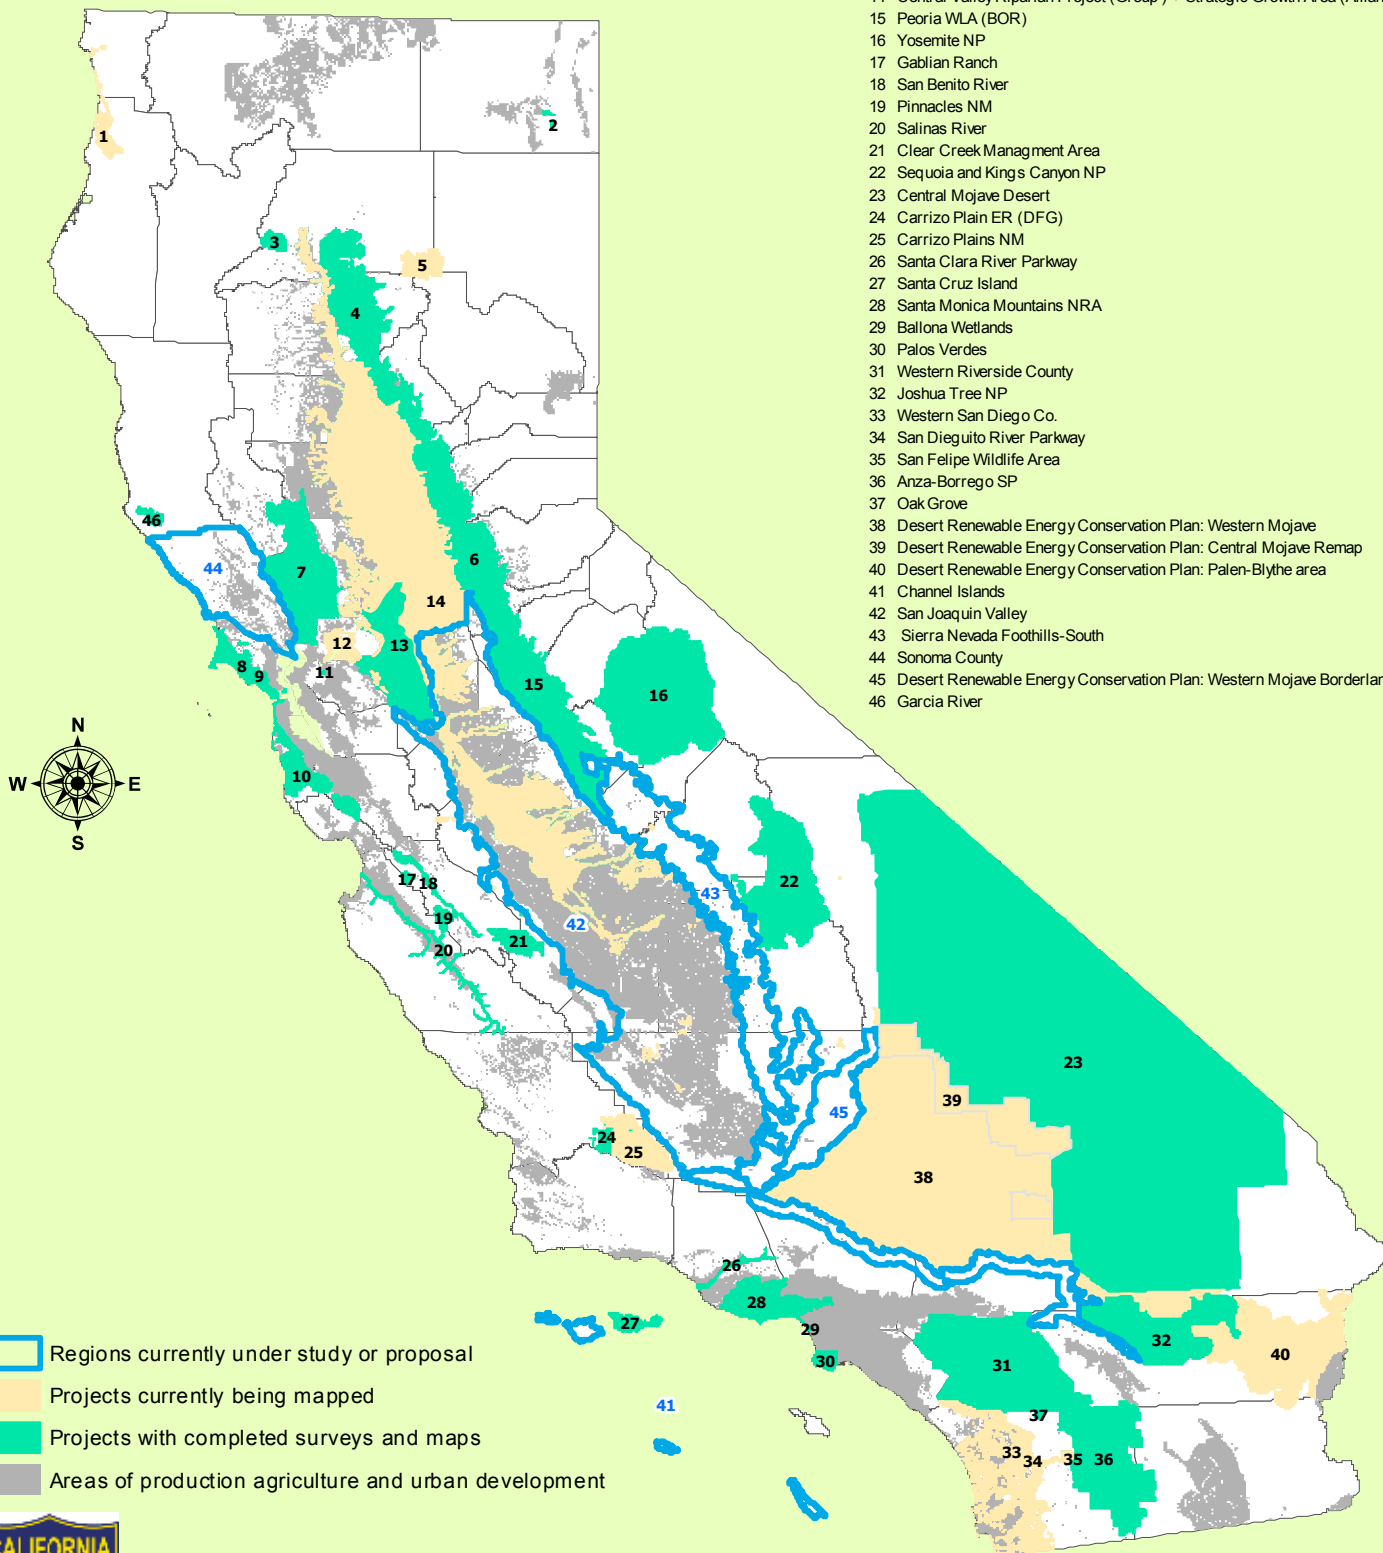 15 Peoria WLA (BOR)
16 Yosemite NP
17 Gablian Ranch
18 San Benito River
19 Pinnacles NM
20 Salinas River
21 Clear Creek Managment Area
22 Sequoia and Kings Canyon NP
23 Central Mojave Desert
24 Carrizo Plain ER (DFG)
25 Carrizo Plains NM
26 Santa Clara River Parkway
27 Santa Cruz Island
28 Santa Monica Mountains NRA
29 Ballona Wetlands
30 Palos Verdes
31 Western Riverside County
32 Joshua Tree NP
33 Western San Diego Co.
34 San Dieguito River Parkway
35 San Felipe Wildlife Area
36 Anza-Borrego SP
37 Oak Grove
38 Desert Renewable Energy Conservation Plan: Western Mojave
39 Desert Renewable Energy Conservation Plan: Central Mojave Remap
40 Desert Renewable Energy Conservation Plan: Palen-Blythe area
41 Channel Islands
42 San Joaquin Valley
43 Sierra Nevada Foothills-South
44 Sonoma County
45 Desert Renewable Energy Conservation Plan: Western Mojave
46 Garcia River
1
2
3
5
4
46
44
7
6
14
12
13
8
9
11
15
16
N
W E
S
10
17
18
22
43
19
42
20
21
23
39
45
24
25
38
26
28
27
29
30
32
31
40
41
37
33
34
35
36
Regions currently under study or proposal
Projects currently being mapped
Projects with completed surveys and maps
Areas of production agriculture and urban development
CALIFORNIA